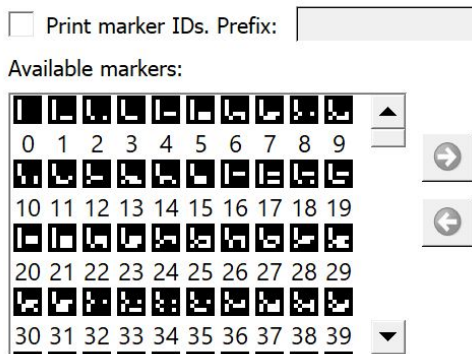 Print marker IDs. Prefix:
Available markers:
0 1 2 3 4 5 6 7 8 9
10 11 12 13 14 15 16 17 18 19
20 21 22 23 24 25 26 27 28 29
30 31 32 33 34 35 36 37 38 39